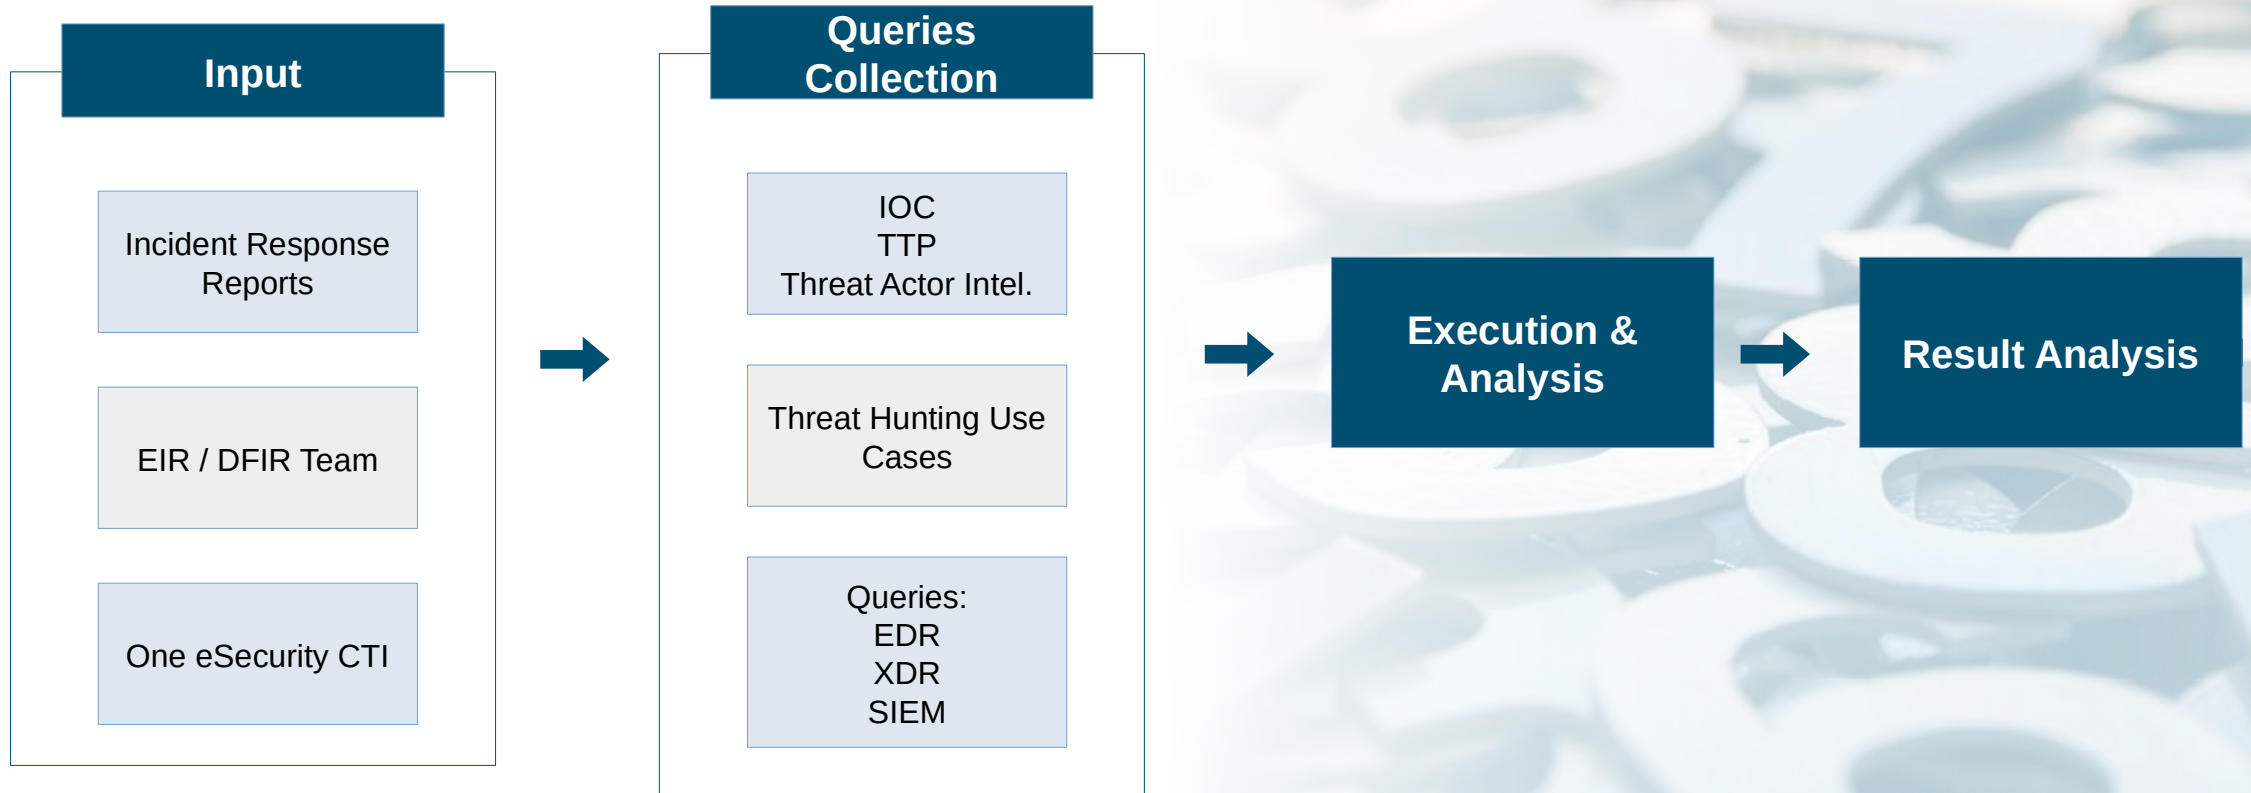 Input
Incident Response
Reports
EIR / DFIR Team
One eSecurity CTI
Queries
Collection
IOC
TTP
Threat Actor Intel.
Threat Hunting Use
Cases
Queries:
EDR
XDR
SIEM
Execution &
Analysis
Result Analysis